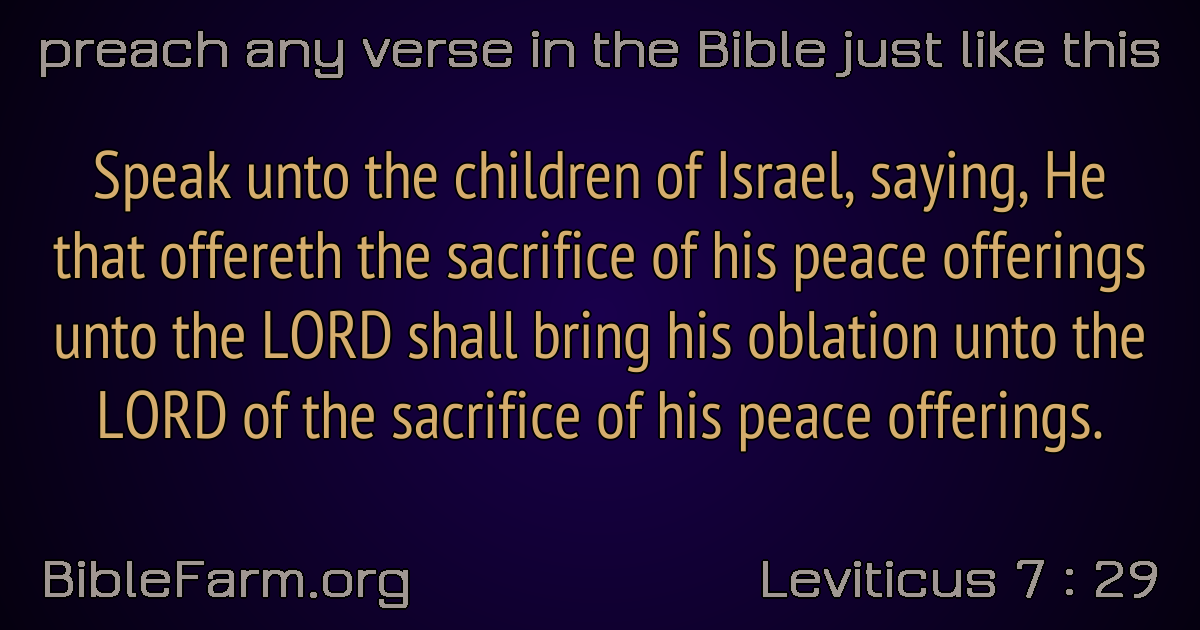 preach any verse in the Bible just like this
Speak unto the children of Israel, saying, He
that offereth the sacrifice of his peace offerings
unto the LORD shall bring his oblation unto the
LORD of the sacrifice of his peace offerings.
BibleFarm.org
Leviticus 7 : 29